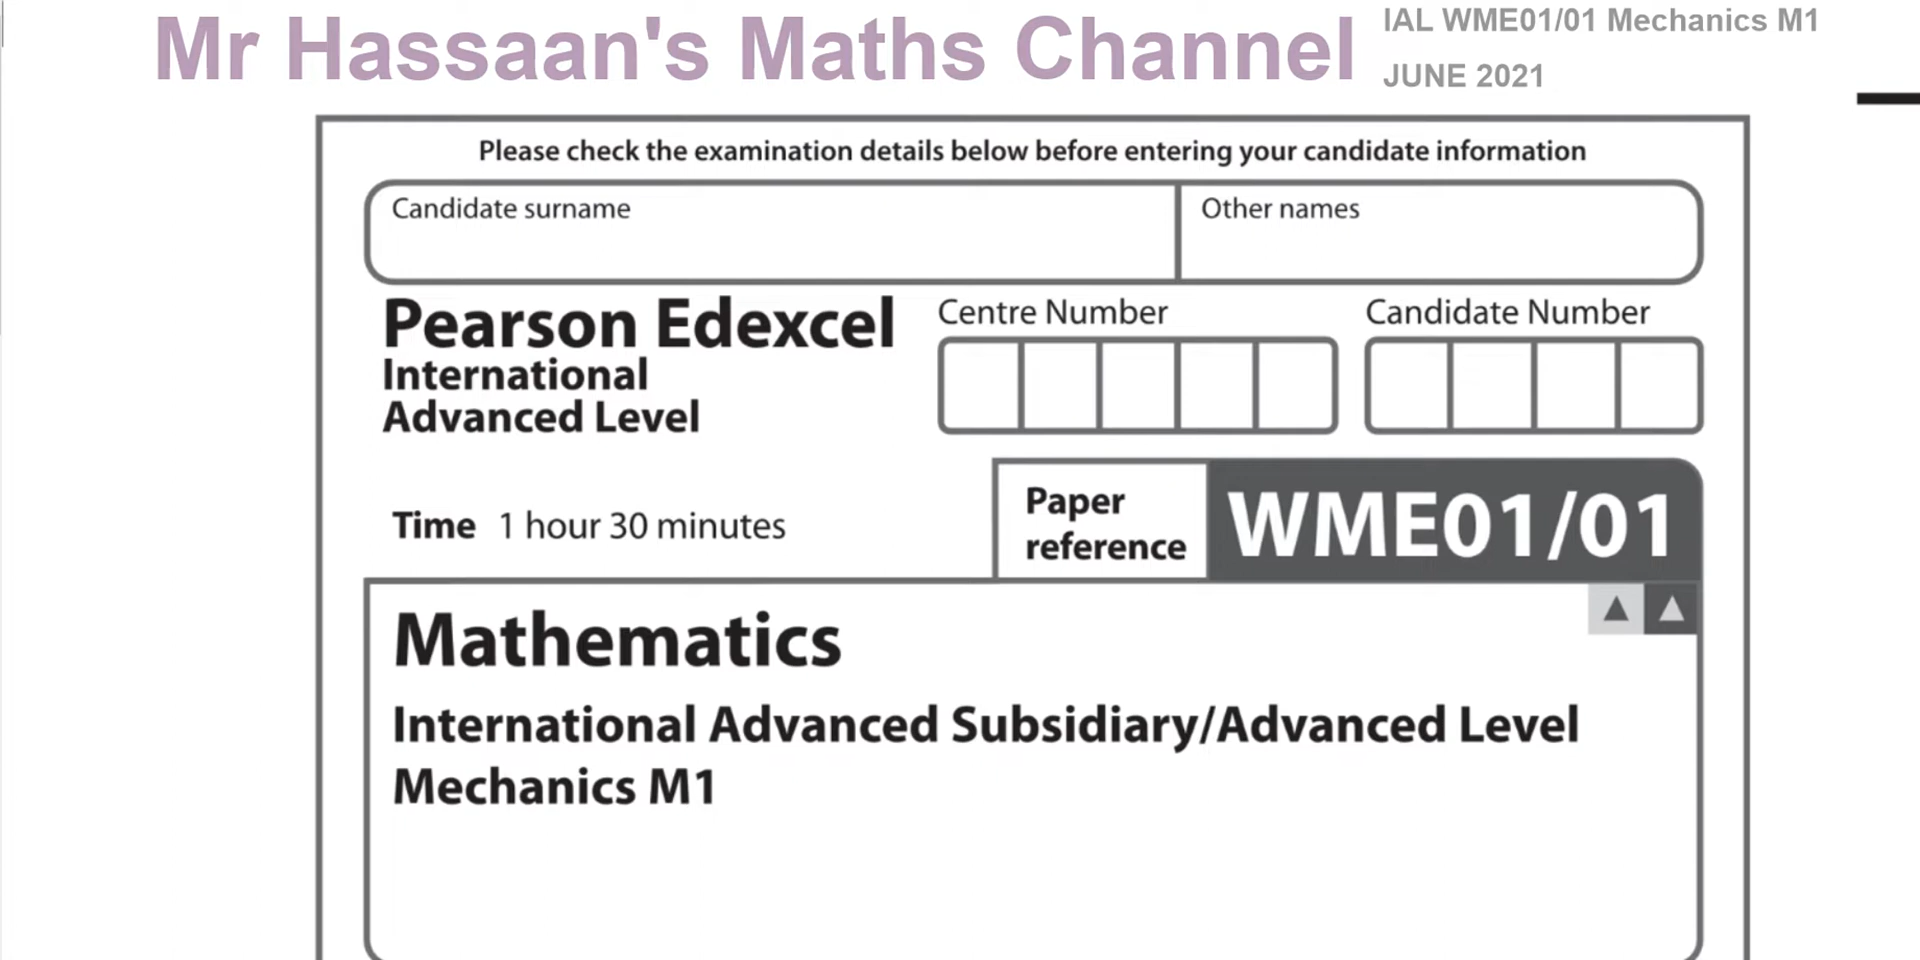 Mr Hassaan's Maths Channel
IAL WME01/01 Mechanics M1
JUNE 2021
Please check the examination details below before entering your candidate information
Candidate surname
Other names
Pearson Edexcel
International
Advanced Level
Centre Number
Candidate Number
Time 1 hour 30 minutes
Paper
reference
WME01/01
Mathematics
International Advanced Subsidiary/Advanced Level
Mechanics M1